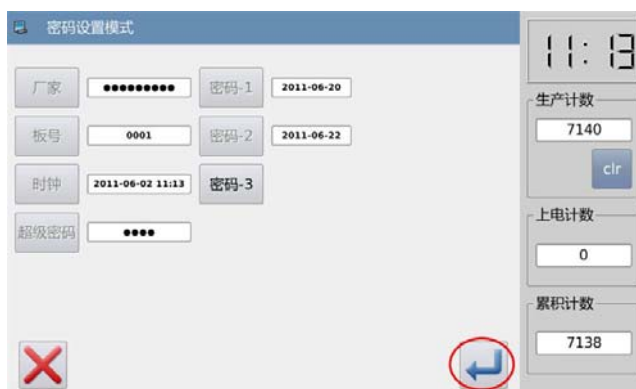 密码设置模式
厂家 ●●●●●●●●● 密码-1 2011-06-20
板号 0001 密码-2 2011-06-22
时钟 2011-06-02 11:13 密码-3
超级密码 ●●●●
11:13
生产计数
7140
clr
上电计数
0
累积计数
7138